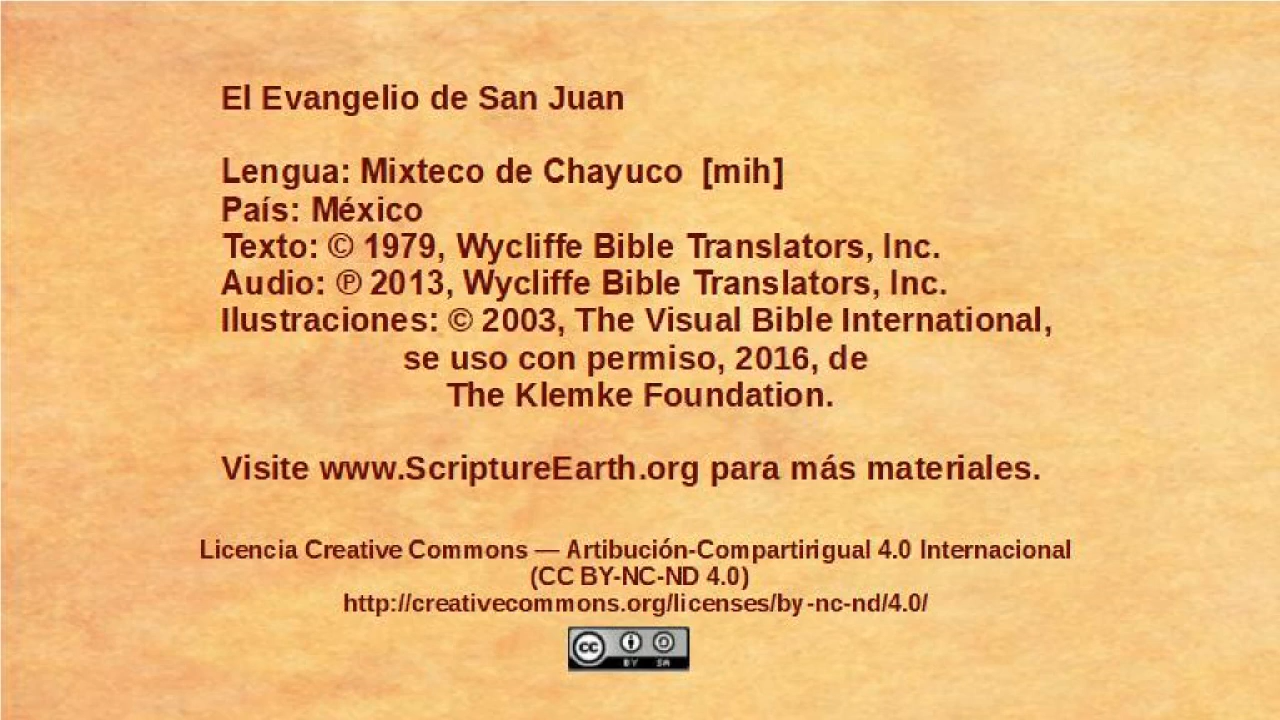 El Evangelio de San Juan
Lengua: Mixteco de Chayuco [mih]
País: México
Texto: © 1979, Wycliffe Bible Translators, Inc.
Audio: ℗ 2013, Wycliffe Bible Translators, Inc.
Ilustraciones: © 2003, The Visual Bible International,
se uso con permiso, 2016, de
The Klemke Foundation.
Visite www.ScriptureEarth.org para más materiales.
Licencia Creative Commons — Artibución-Compartirigual 4.0 Internacional
(CC BY-NC-ND 4.0)
http://creativecommons.org/licenses/by-nc-nd/4.0/
cc BY SA